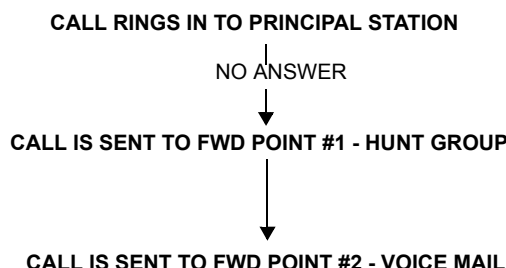 CALL RINGS IN TO PRINCIPAL STATION
NO ANSWER
CALL IS SENT TO FWD POINT #1 - HUNT GROUP
CALL IS SENT TO FWD POINT #2 - VOICE MAIL